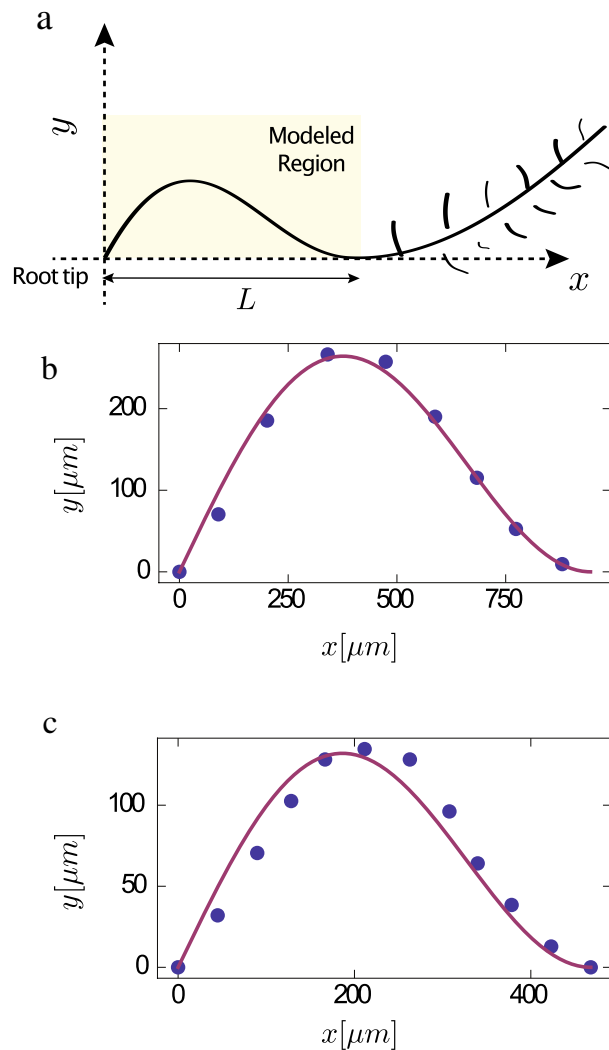 a
y
Modeled
Region
Root tip
L
x
b
200
100
0
y[μm]
0 250 500 750
x[μm]
c
100
50
0
y[μm]
0 200 400
x[μm]